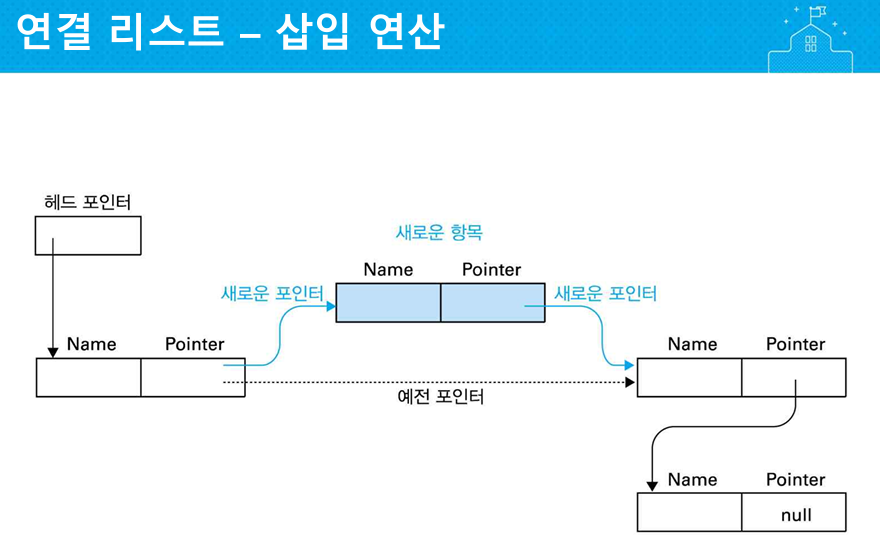 연결 리스트 – 삽입 연산
헤드 포인터
새로운 항목
Name Pointer
새로운 포인터
새로운 포인터
Name Pointer
Name Pointer
예전 포인터
Name Pointer
null